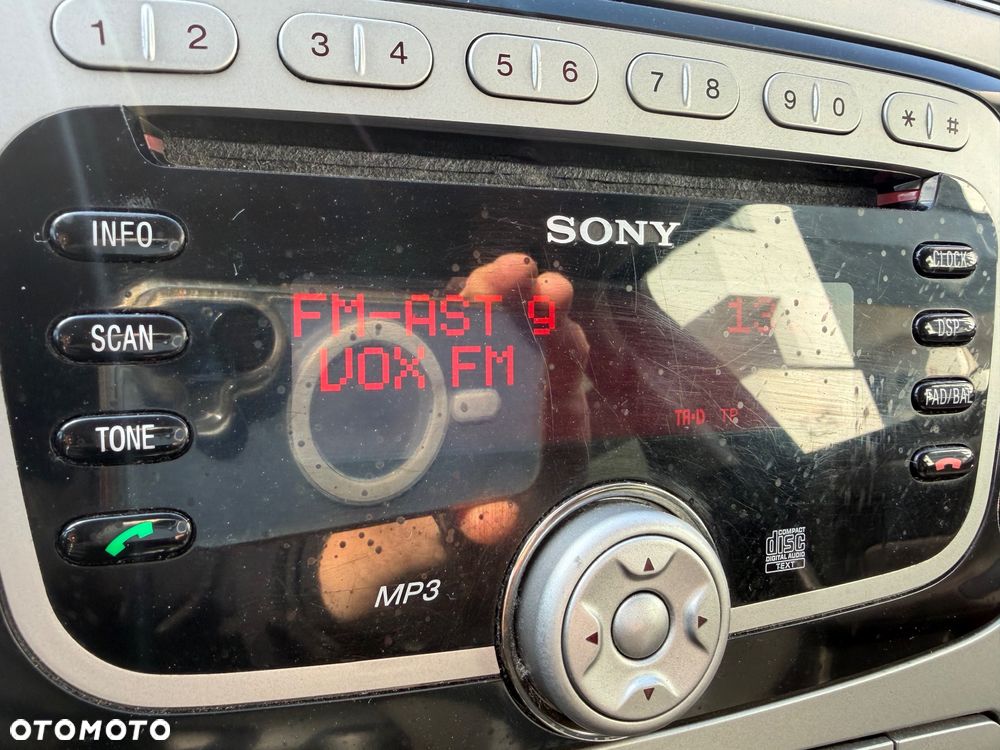 1 2 3 4 5 6 7 8 9 0 * #
INFO SONY CLOCK
SCAN FM-AST 9 13 DSP
VOX FM
TA·D TP FAD/BAL
TONE
MP3 COMPACT
disc
DIGITAL AUDIO
TEXT
OTOMOTO